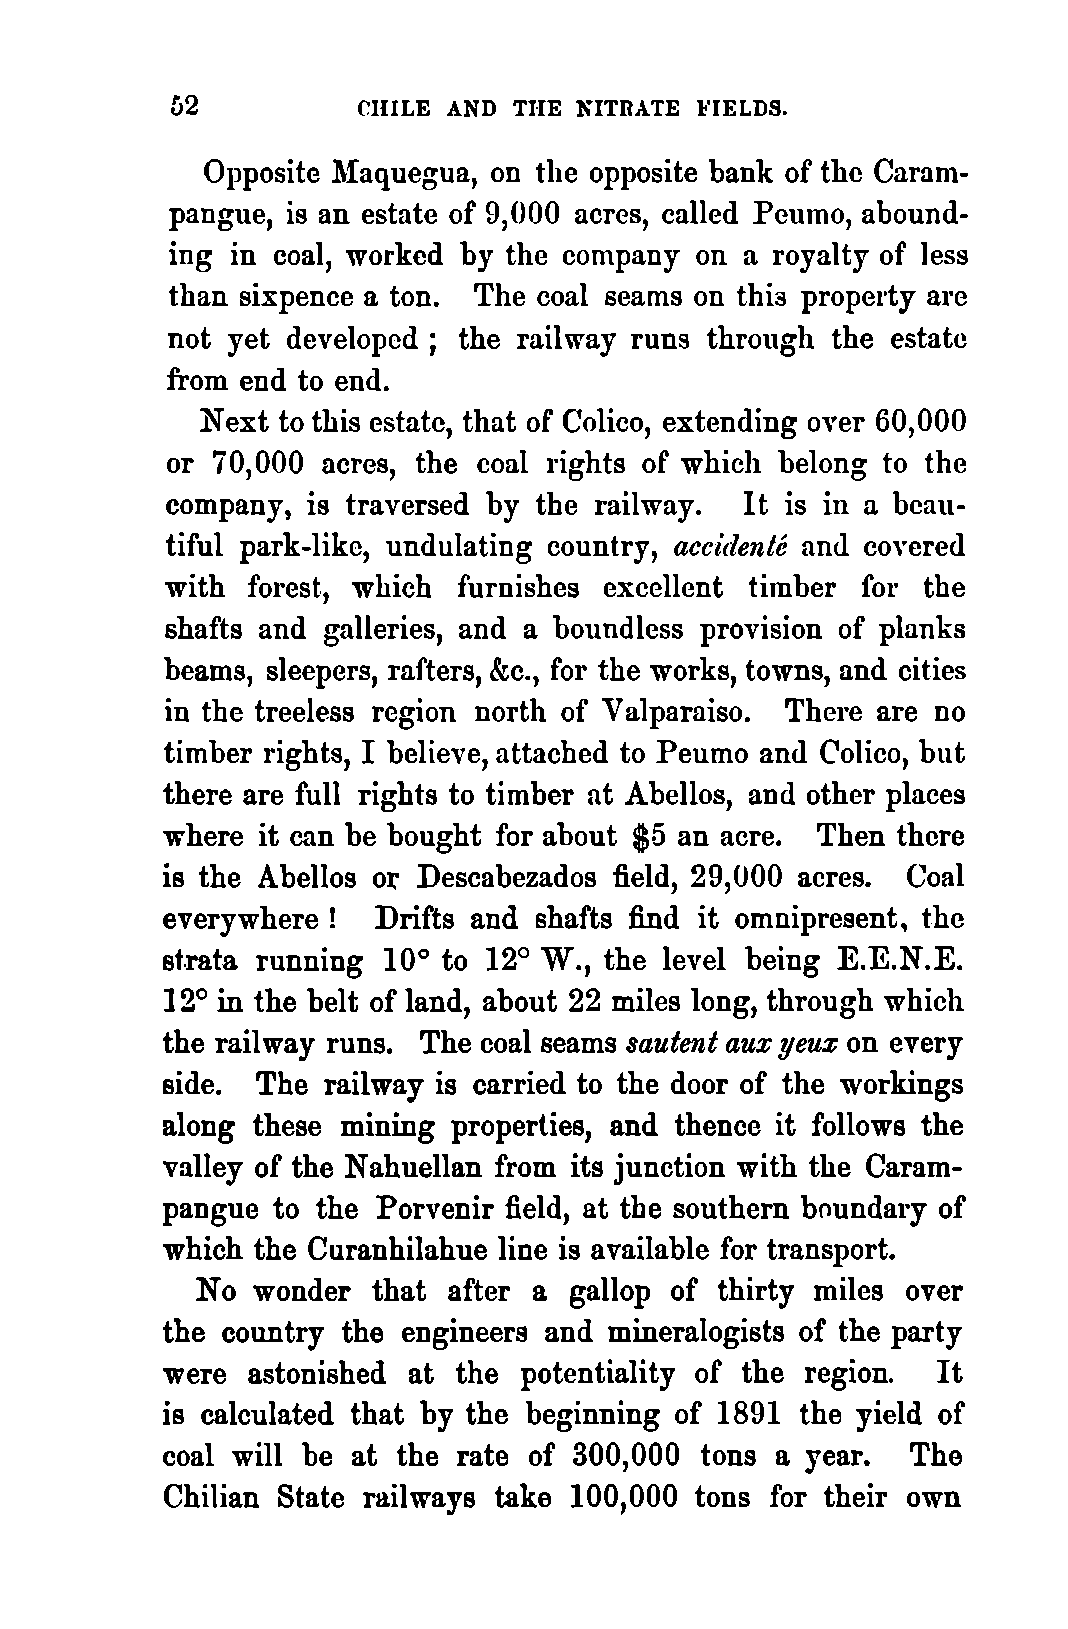 52 CHILE AND THE NITRATE FIELDS.
Opposite Maquegua, on the opposite bank of the Caram-
pangue, is an estate of 9,000 acres, called Peumo, abound-
ing in coal, worked by the company on a royalty of less
than sixpence a ton. The coal seams on this property are
not yet developed ; the railway runs through the estate
from end to end.
Next to this estate, that of Colico, extending over 60,000
or 70,000 acres, the coal rights of which belong to the
company, is traversed by the railway. It is in a beau-
tiful park-like, undulating country, accidenté and covered
with forest, which furnishes excellent timber for the
shafts and galleries, and a boundless provision of planks
beams, sleepers, rafters, &c., for the works, towns, and cities
in the treeless region north of Valparaiso. There are no
timber rights, I believe, attached to Peumo and Colico, but
there are full rights to timber at Abellos, and other places
where it can be bought for about $5 an acre. Then there
is the Abellos or Descabezados field, 29,000 acres. Coal
everywhere ! Drifts and shafts find it omnipresent, the
strata running 10° to 12° W., the level being E.E.N.E.
12° in the belt of land, about 22 miles long, through which
the railway runs. The coal seams sautent aux yeux on every
side. The railway is carried to the door of the workings
along these mining properties, and thence it follows the
valley of the Nahuellan from its junction with the Caram-
pangue to the Porvenir field, at the southern boundary of
which the Curanhilahue line is available for transport.
No wonder that after a gallop of thirty miles over
the country the engineers and mineralogists of the party
were astonished at the potentiality of the region. It
is calculated that by the beginning of 1891 the yield of
coal will be at the rate of 300,000 tons a year. The
Chilian State railways take 100,000 tons for their own